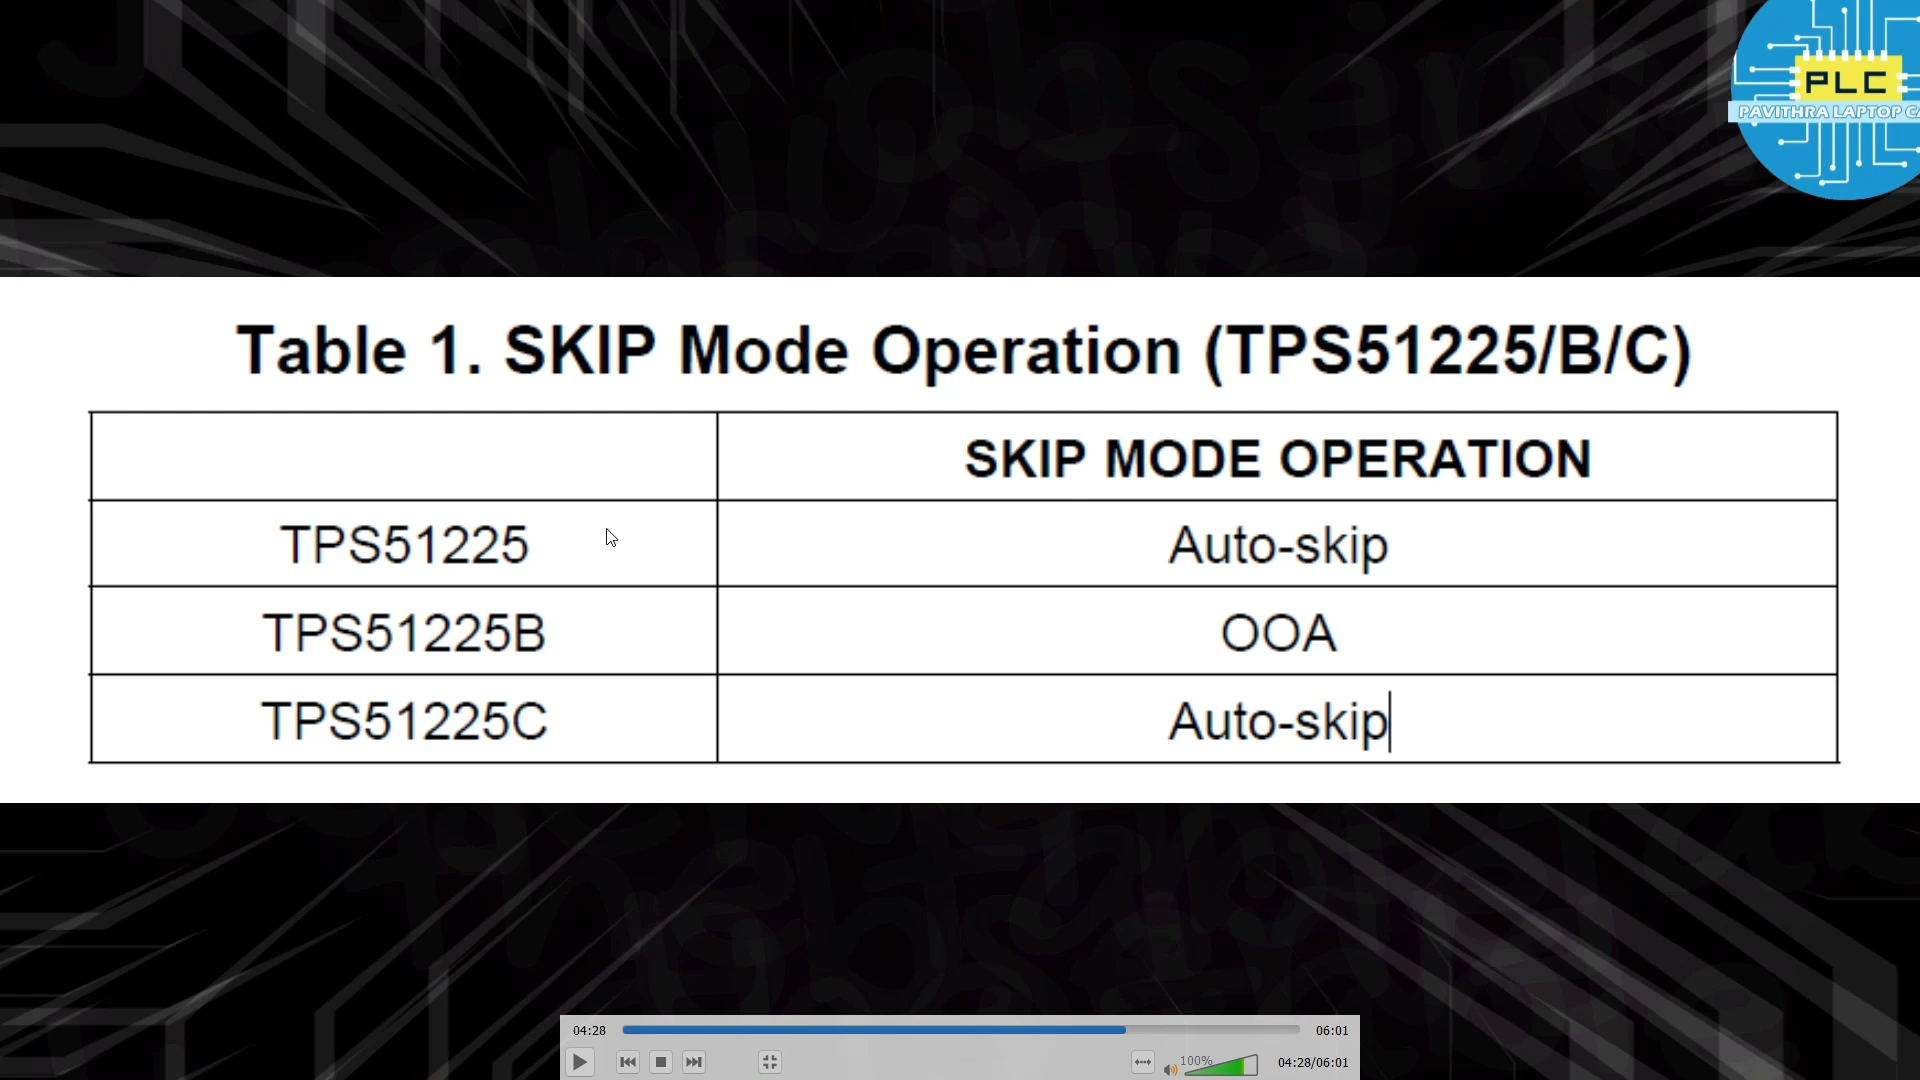 PLC
PAVITHRA LAPTOP CA
Table 1. SKIP Mode Operation (TPS51225/B/C)
SKIP MODE OPERATION
TPS51225 Auto-skip
TPS51225B OOA
TPS51225C Auto-skip
04:28 06:01
100% 04:28/06:01